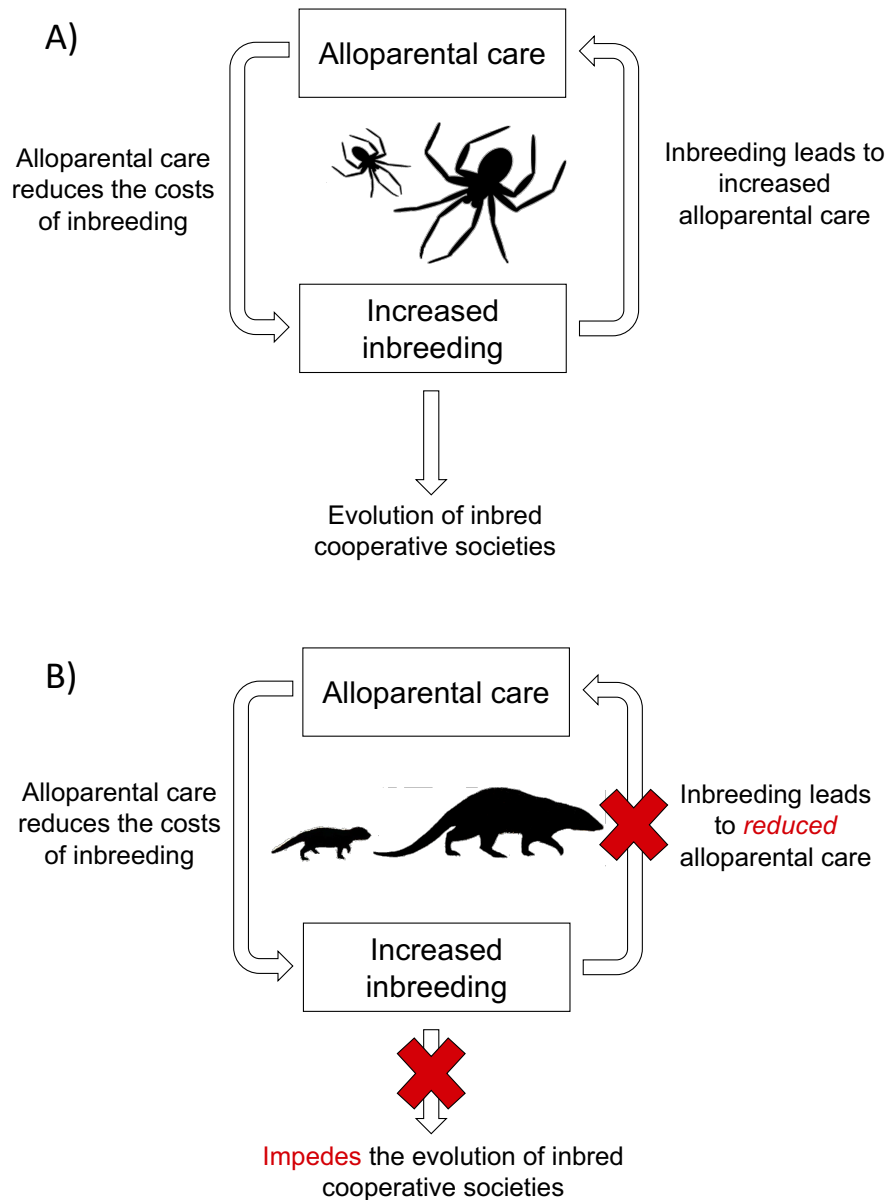 A)
Alloparental care
Alloparental care
reduces the costs
of inbreeding
Inbreeding leads to
increased
alloparental care
Increased
inbreeding
Evolution of inbred
cooperative societies
B)
Alloparental care
Alloparental care
reduces the costs
of inbreeding
Inbreeding leads
to reduced
alloparental care
Increased
inbreeding
Impedes the evolution of inbred
cooperative societies